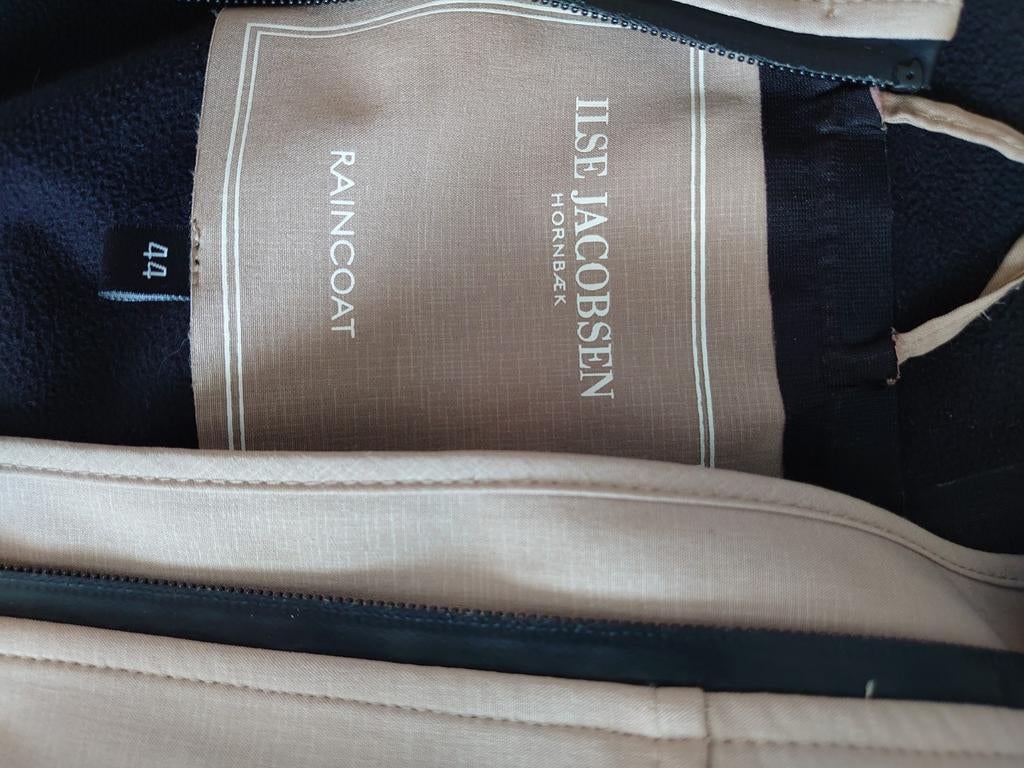 ILSE JACOBSEN
HORNBÆK
RAINCOAT
44